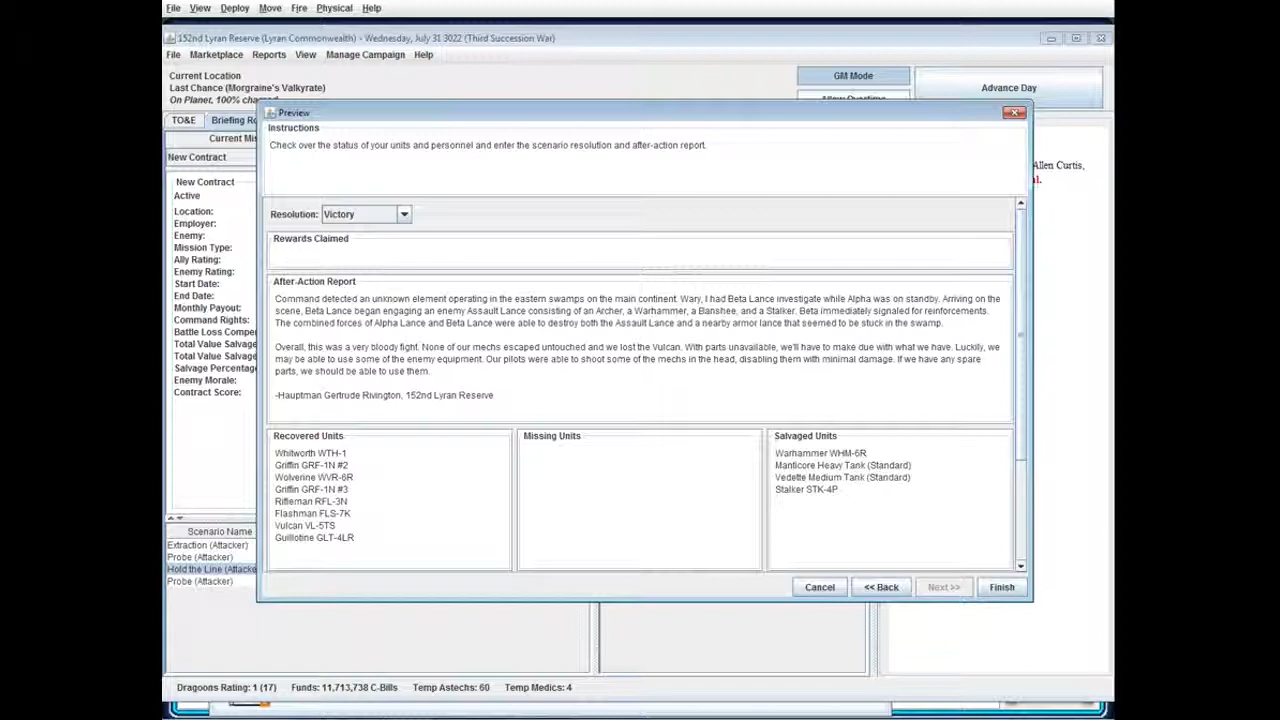 File View Deploy Move Fire Physical Help
152nd Lyran Reserve (Lyran Commonwealth) - Wednesday, July 31 3022 (Third Succession War)
File Marketplace Reports View Manage Campaign Help
Current Location
Last Chance (Morgraine's Valkyrate)
On Planet, 100%
GM Mode
Advance Day
TO&E Briefing
Preview
Instructions
Check over the status of your units and personnel and enter the scenario resolution and after-action report.
Current
New Contract
Allen Curtis,
New Contract
Active
Location:
Employer:
Enemy:
Mission Type:
Ally Rating:
Enemy Rating:
Start Date:
End Date:
Monthly Payout:
Command Rights:
Battle Loss
Total Value
Total Value
Salvage
Enemy Morale:
Contract Score:
Resolution: Victory
Rewards Claimed
After-Action Report
Command detected an unknown element operating in the eastern swamps on the main continent. Wary, I had Beta Lance investigate while Alpha was on standby. Arriving on the
scene, Beta Lance began engaging an enemy Assault Lance consisting of an Archer, a Warhammer, a Banshee, and a Stalker. Beta immediately signaled for reinforcements.
The combined forces of Alpha Lance and Beta Lance were able to destroy both the Assault Lance and a nearby armor lance that seemed to be stuck in the swamp.
Overall, this was a very bloody fight. None of our mechs escaped untouched and we lost the Vulcan. With parts unavailable, we'll have to make due with what we have. Luckily, we
may be able to use some of the enemy equipment. Our pilots were able to shoot some of the mechs in the head, disabling them with minimal damage. If we have any spare
parts, we should be able to use them.
-Hauptman Gertrude Rivington, 152nd Lyran Reserve
Recovered Units
Whitworth WTH-1
Griffin GRF-1N #2
Wolverine WVR-6R
Griffin GRF-1N #3
Rifleman RFL-3N
Flashman FLS-7K
Vulcan VL-5TS
Guillotine GLT-4LR
Missing Units
Salvaged Units
Warhammer WHM-6R
Manticore Heavy Tank (Standard)
Vedette Medium Tank (Standard)
Stalker STK-4P
Scenario Name
Extraction (Attacker)
Probe (Attacker)
Hold the Line
Probe (Attacker)
Cancel << Back Next >> Finish
Dragoons Rating: 1 (17) Funds: 11,713,738 C-Bills Temp Astechs: 60 Temp Medics: 4